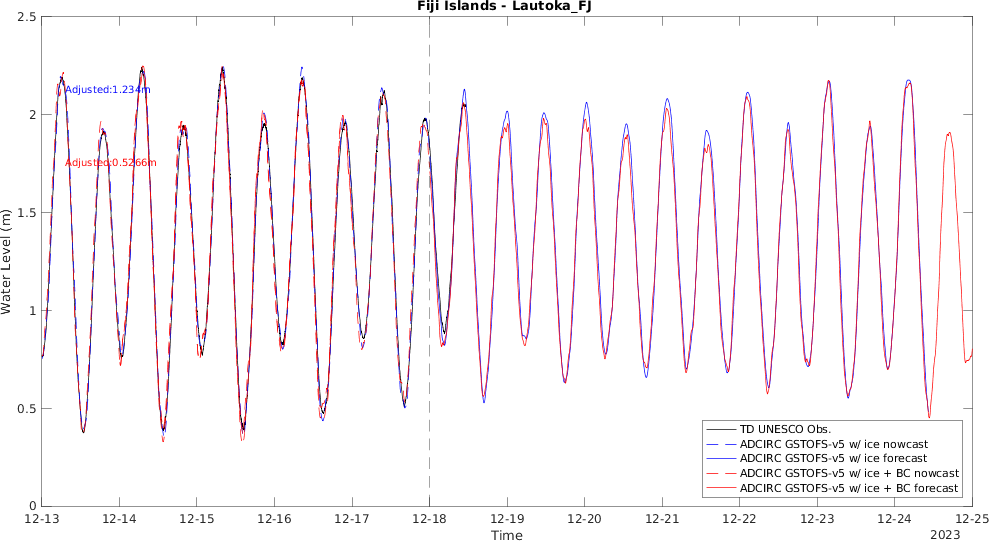 Fiji Islands - Lautoka_FJ
2.5
2
1.5
1
0.5
0
Water Level (m)
Adjusted:1.234m
Adjusted:0.5266m
TD UNESCO Obs.
ADCIRC GSTOFS-v5 w/ ice nowcast
ADCIRC GSTOFS-v5 w/ ice forecast
ADCIRC GSTOFS-v5 w/ ice + BC nowcast
ADCIRC GSTOFS-v5 w/ ice + BC forecast
12-13 12-14 12-15 12-16 12-17 12-18 12-19 12-20 12-21 12-22 12-23 12-24 12-25
Time
2023